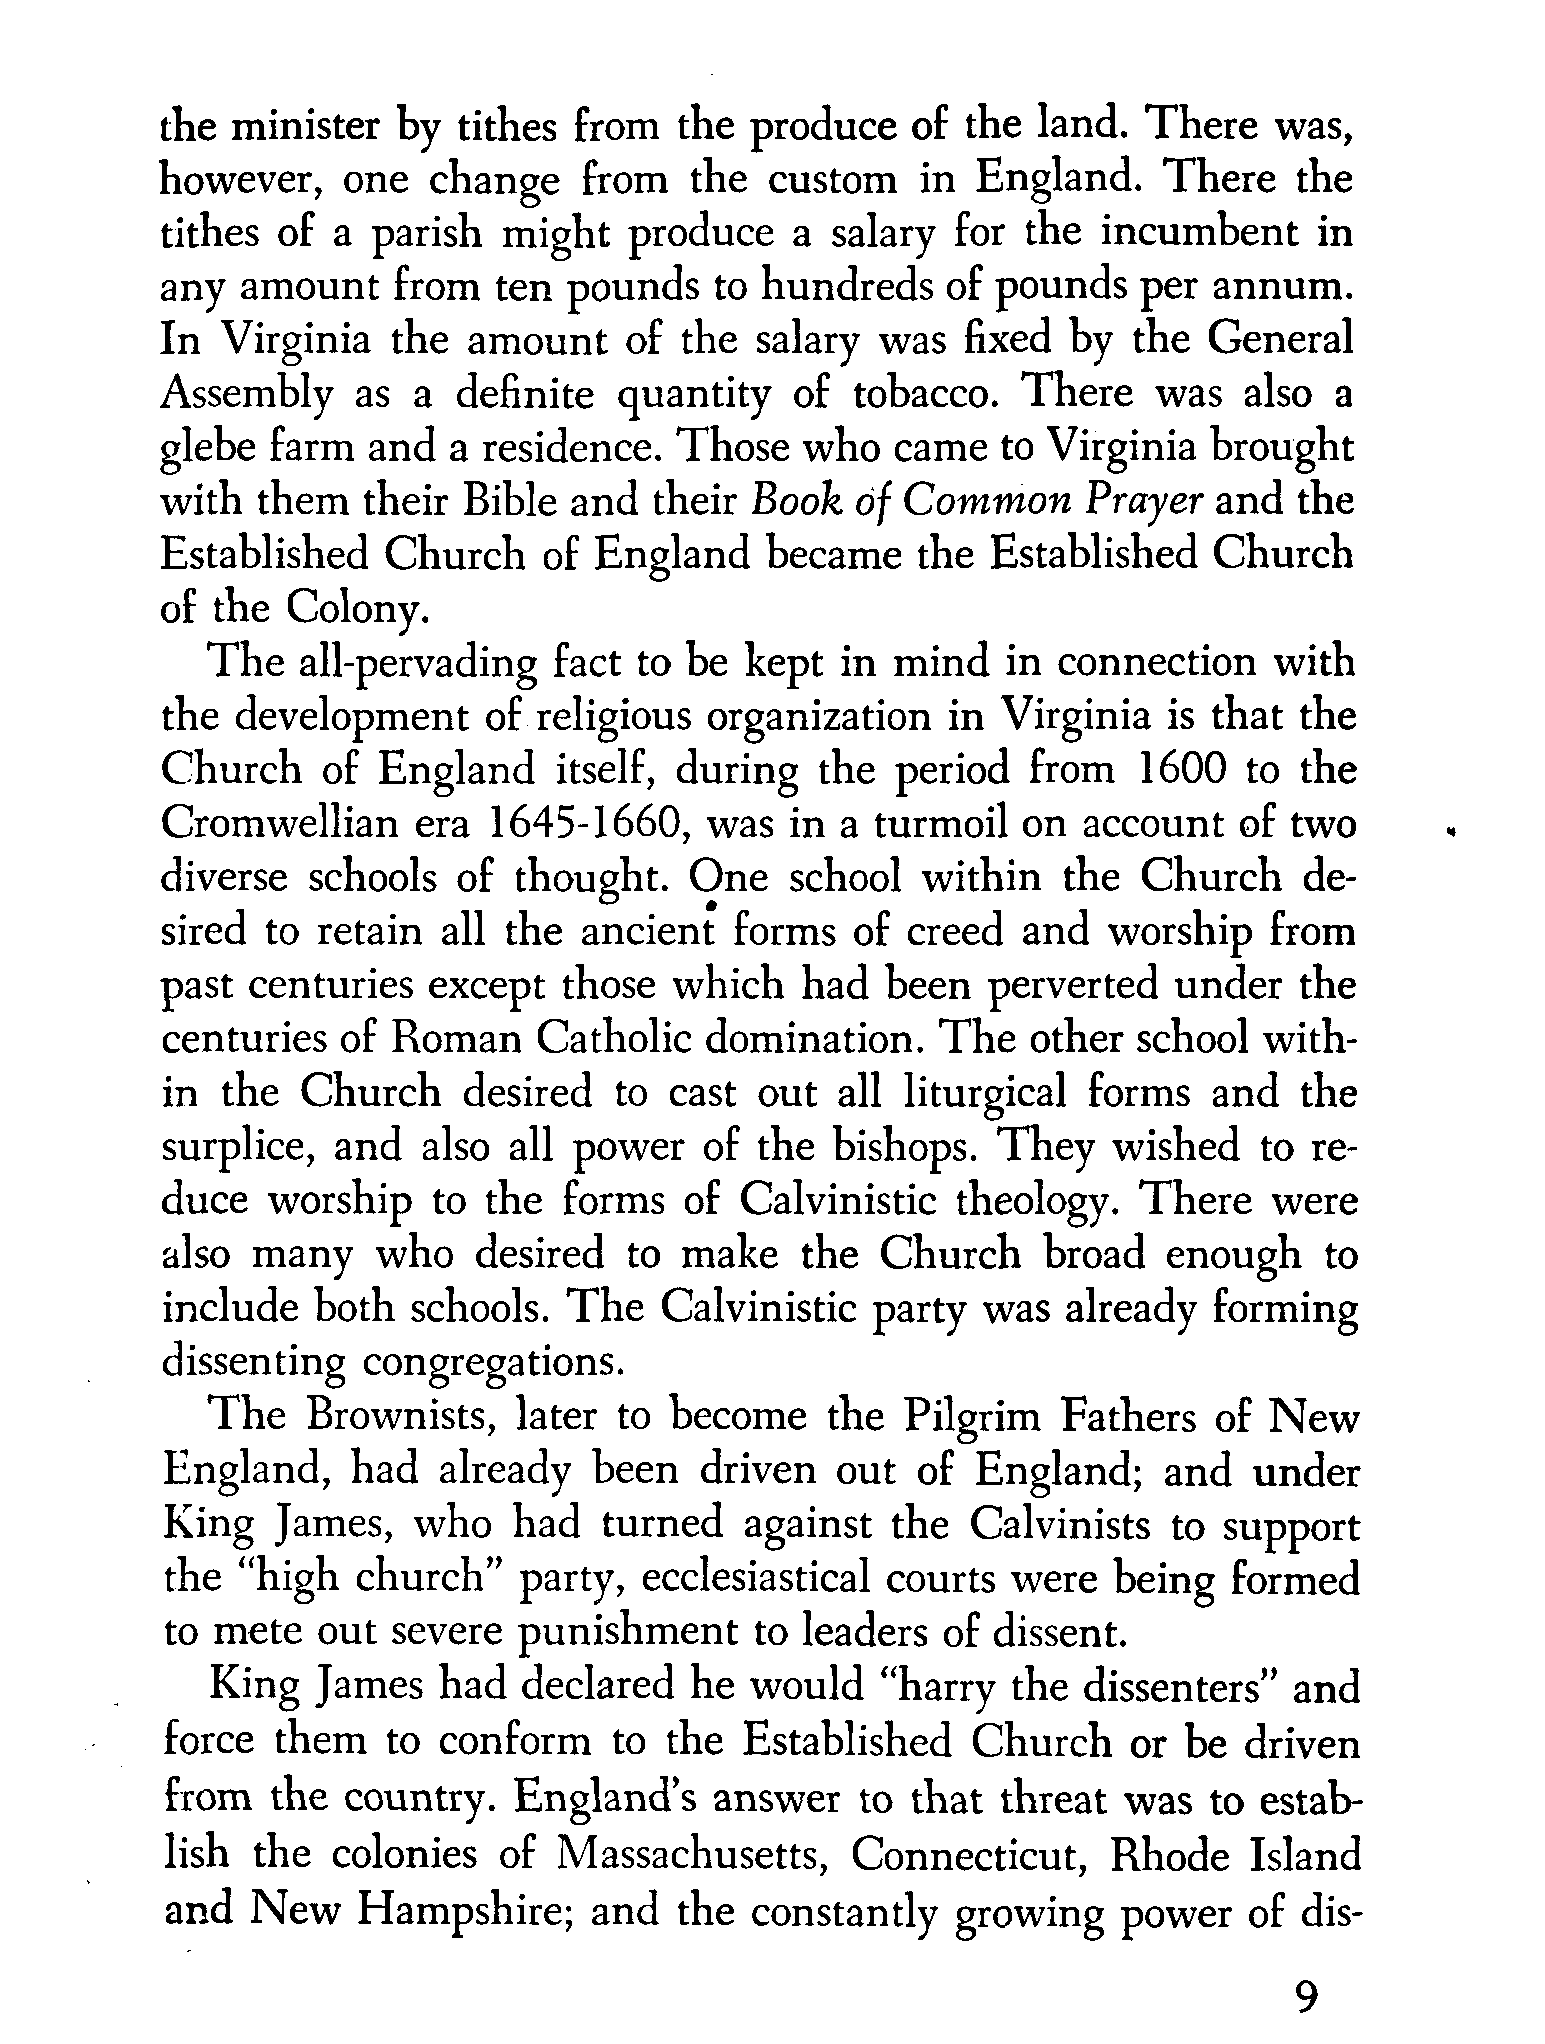 the minister by tithes from the produce of the land. There was,
however, one change from the custom in England. There the
tithes of a parish might produce a salary for the incumbent in
any amount from ten pounds to hundreds of pounds per annum.
In Virginia the amount of the salary was fixed by the General
Assembly as a definite quantity of tobacco. There was also a
glebe farm and a residence. Those who came to Virginia brought
with them their Bible and their Book of Common Prayer and the
Established Church of England became the Established Church
of the Colony.
The all-pervading fact to be kept in mind in connection with
the development of religious organization in Virginia is that the
Church of England itself, during the period from 1600 to the
Cromwellian era 1645-1660, was in a turmoil on account of two
diverse schools of thought. One school within the Church de-
sired to retain all the ancient forms of creed and worship from
past centuries except those which had been perverted under the
centuries of Roman Catholic domination. The other school with-
in the Church desired to cast out all liturgical forms and the
surplice, and also all power of the bishops. They wished to re-
duce worship to the forms of Calvinistic theology. There were
also many who desired to make the Church broad enough to
include both schools. The Calvinistic party was already forming
dissenting congregations.
The Brownists, later to become the Pilgrim Fathers of New
England, had already been driven out of England; and under
King James, who had turned against the Calvinists to support
the "high church" party, ecclesiastical courts were being formed
to mete out severe punishment to leaders of dissent.
King James had declared he would "harry the dissenters" and
force them to conform to the Established Church or be driven
from the country. England's answer to that threat was to estab-
lish the colonies of Massachusetts, Connecticut, Rhode Island
and New Hampshire; and the constantly growing power of dis-
9